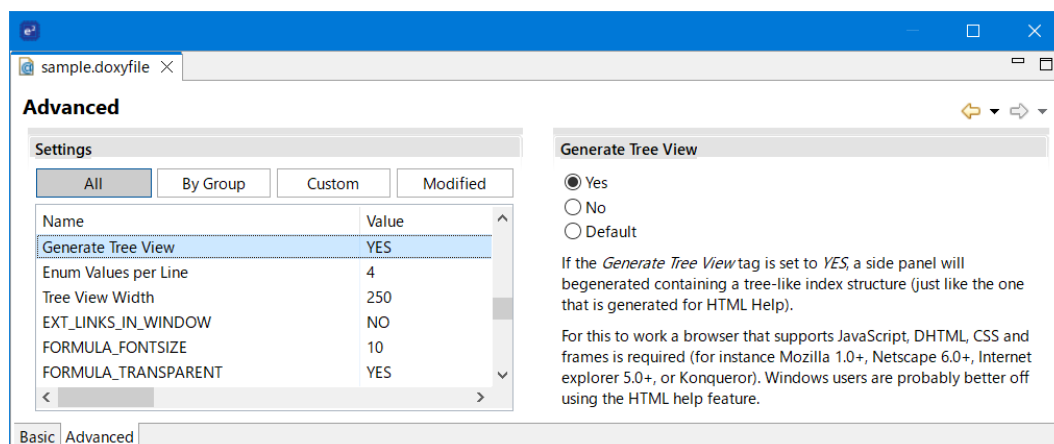 e²
sample.doxyfile
Advanced
Settings
All By Group Custom Modified
Name Value
Generate Tree View YES
Enum Values per Line 4
Tree View Width 250
EXT_LINKS_IN_WINDOW NO
FORMULA_FONTSIZE 10
FORMULA_TRANSPARENT YES
Generate Tree View
Yes
No
Default
If the Generate Tree View tag is set to YES, a side panel will
begenerated containing a tree-like index structure (just like the one
that is generated for HTML Help).
For this to work a browser that supports JavaScript, DHTML, CSS and
frames is required (for instance Mozilla 1.0+, Netscape 6.0+, Internet
explorer 5.0+, or Konqueror). Windows users are probably better off
using the HTML help feature.
Basic Advanced